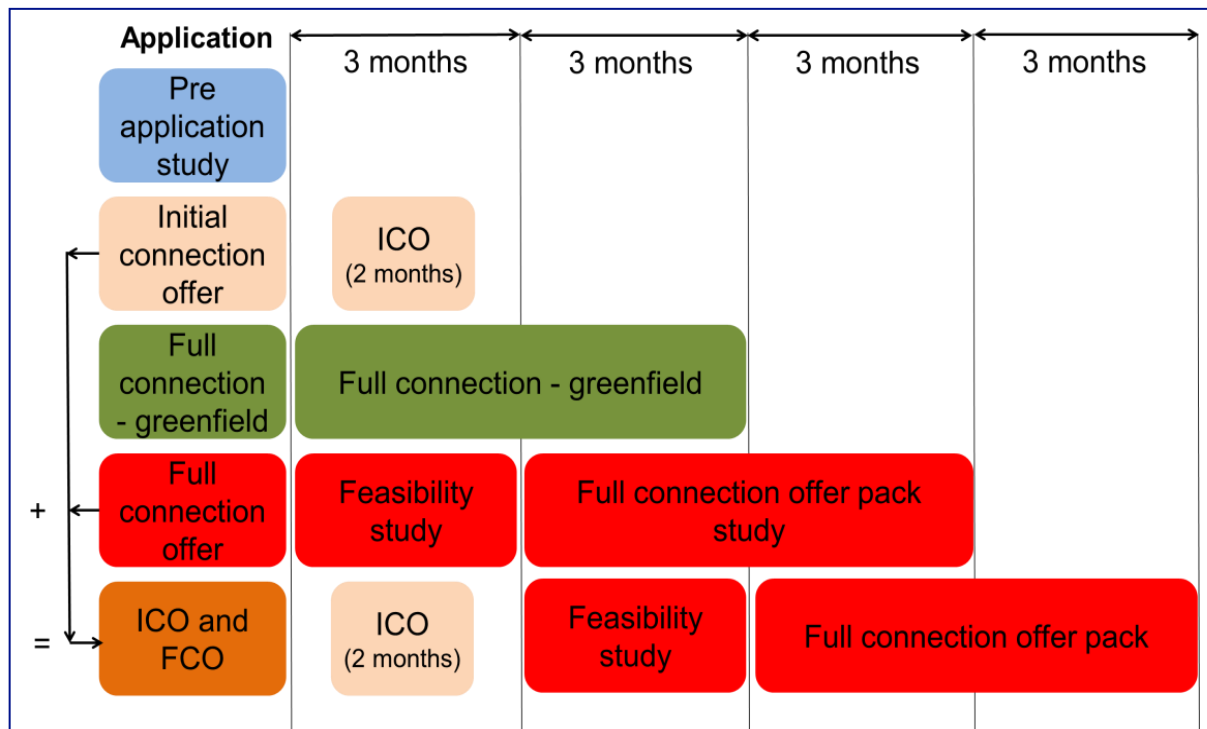 Application
3 months
3 months
3 months
3 months
Pre
application
study
Initial
connection
offer
ICO
(2 months)
Full
connection
- greenfield
Full connection - greenfield
+
Full
connection
offer
Feasibility
study
Full connection offer pack
study
=
ICO and
FCO
ICO
(2 months)
Feasibility
study
Full connection offer pack